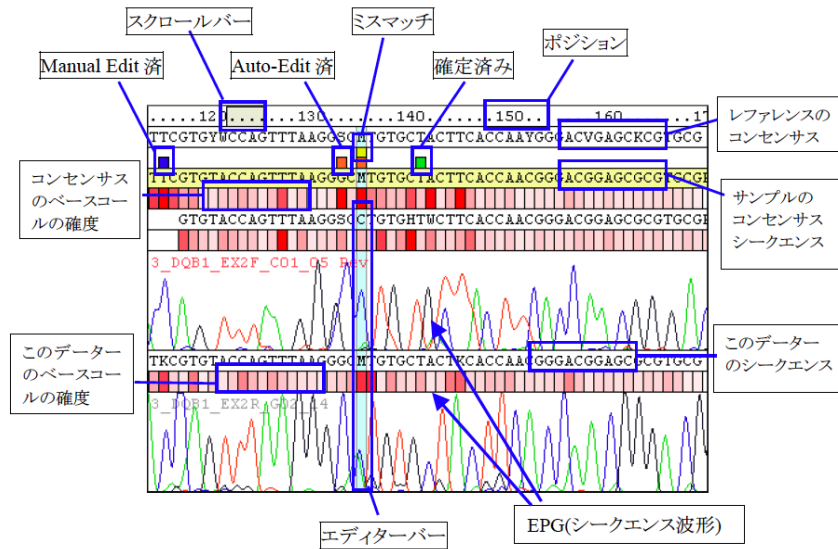 スクロールバー
ミスマッチ
Manual Edit 済
Auto-Edit 済
確定済み
ポジション
....120.......130.......140.......150.......160.......17
TTCGTGYWCCAGTTTAAGGSCMTGTGCTACTTCACCAAYGGGACVGAGCKCGTGCG
レファレンスの
コンセンサス
TTCGTGTACCAGTTTAAGGGCMTGTGCTACTTCACCAACGGGACGGAGCGCGTGCG
コンセンサス
のベースコー
ルの確度
サンプルの
コンセンサス
シークエンス
GTGTACCAGTTTAAGGSCCTGTGHTWCTTCACCAACGGGACGGAGCGCGTGCG
3_DQB1_EX2F_CO1_05 Rev
TKCGTGTACCAGTTTAAGGGCMTGTGCTACTKCACCAACGGGACGGAGCGCGTGCG
このデーター
のベースコー
ルの確度
このデーター
のシークエンス
エディターバー
EPG(シークエンス波形)